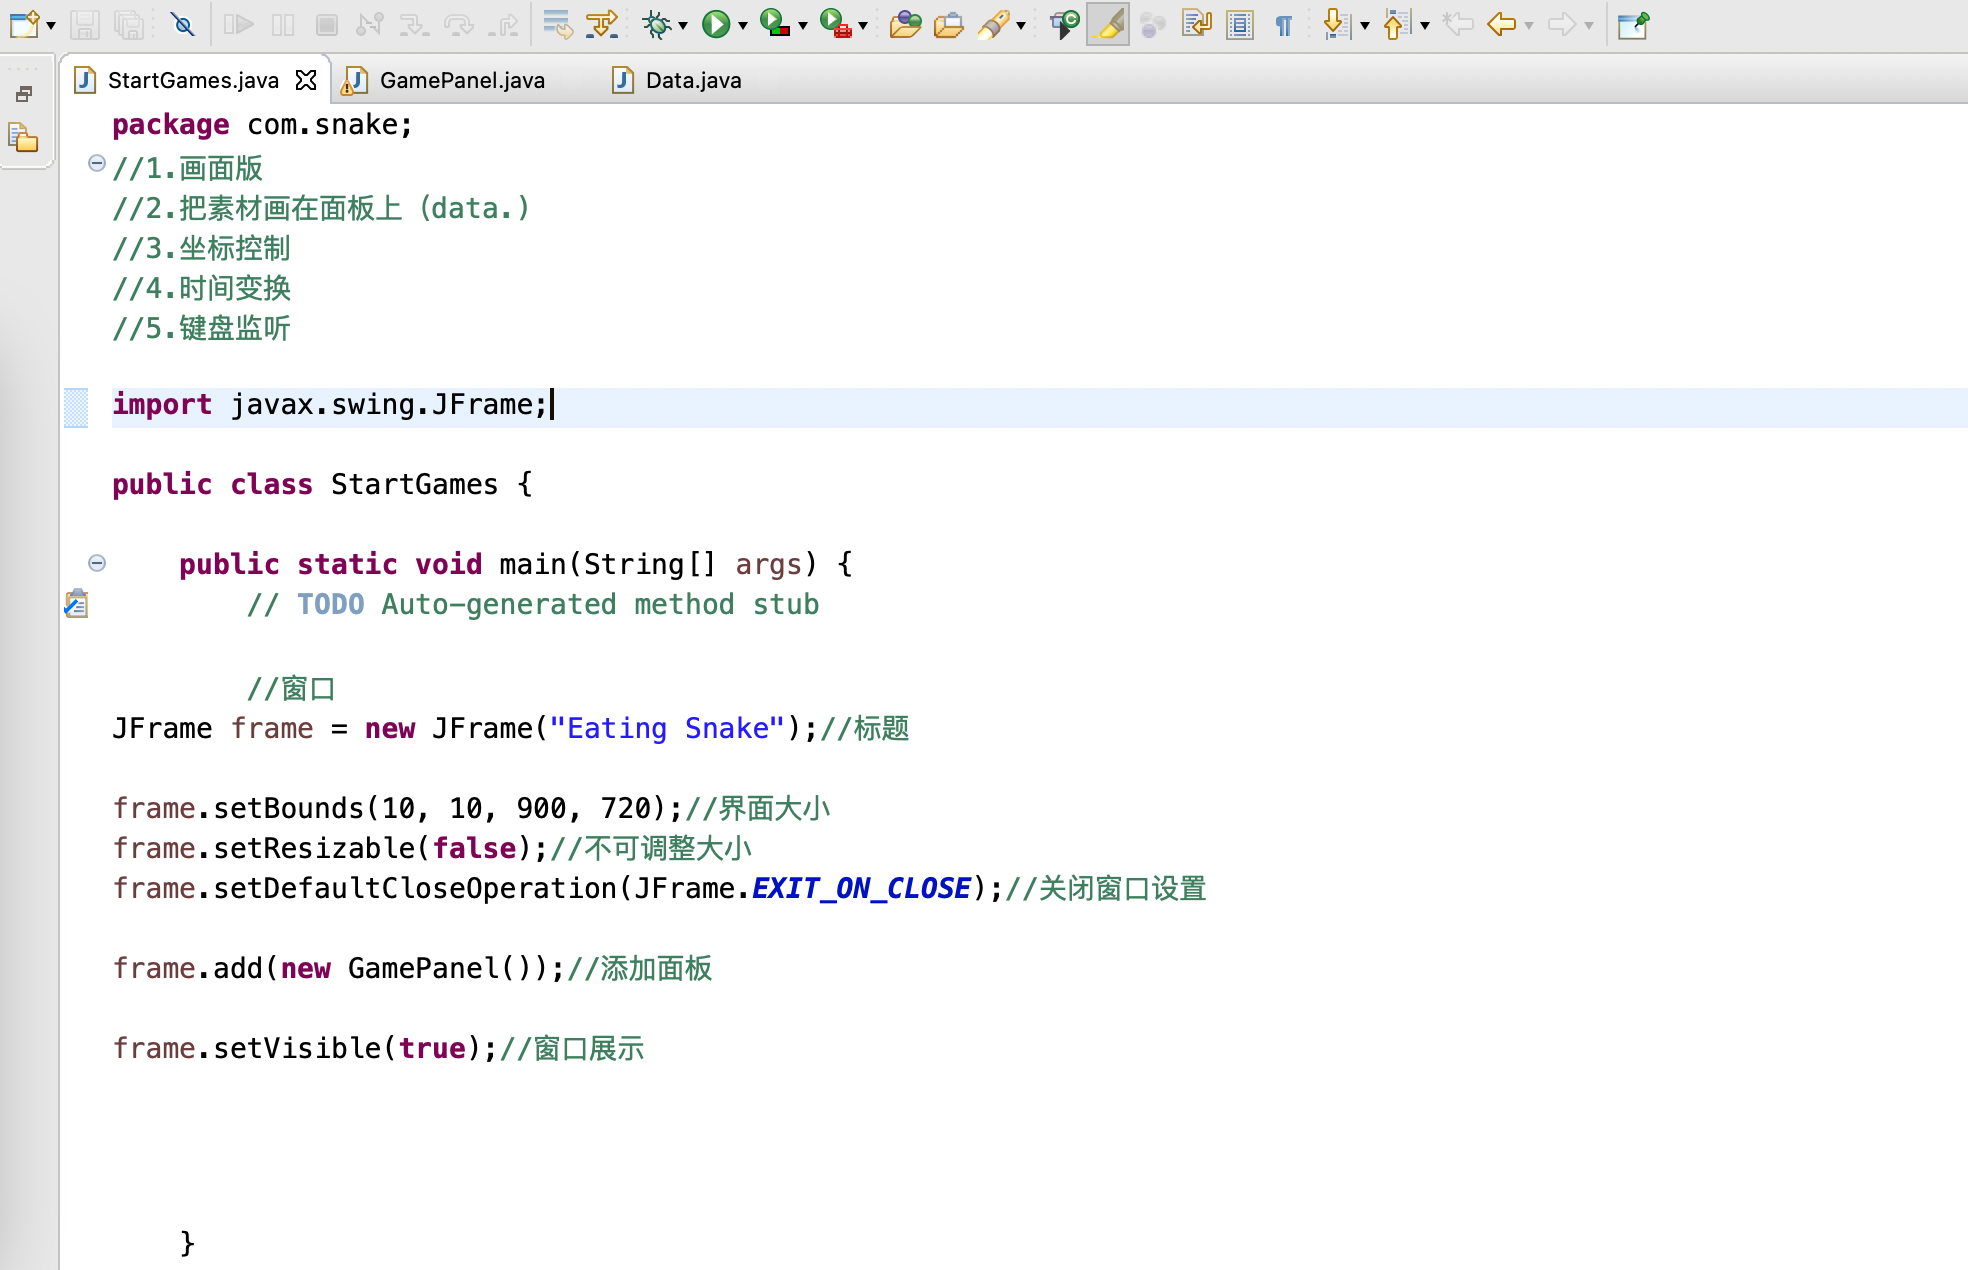 StartGames.java GamePanel.java Data.java
package com.snake;
//1.画面版
//2.把素材画在面板上（data.）
//3.坐标控制
//4.时间变换
//5.键盘监听
import javax.swing.JFrame;
public class StartGames {
public static void main(String[] args) {
// TODO Auto-generated method stub
//窗口
JFrame frame = new JFrame("Eating Snake");//标题
frame.setBounds(10, 10, 900, 720);//界面大小
frame.setResizable(false);//不可调整大小
frame.setDefaultCloseOperation(JFrame.EXIT_ON_CLOSE);//关闭窗口设置
frame.add(new GamePanel());//添加面板
frame.setVisible(true);//窗口展示
}